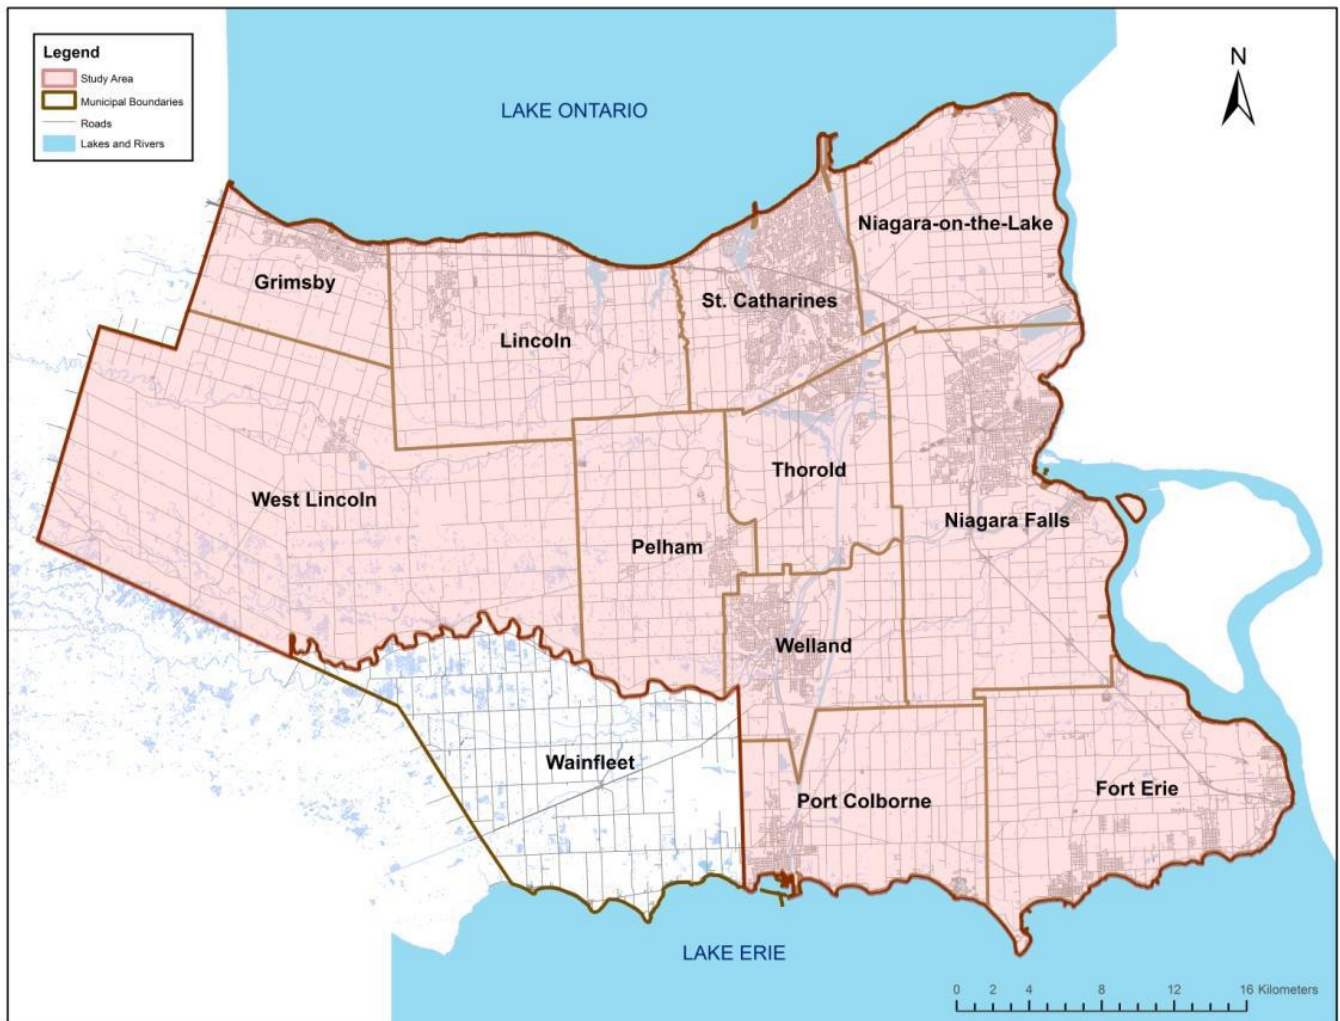 Legend
Study Area
Municipal Boundaries
Roads
Lakes and Rivers
N
LAKE ONTARIO
Niagara-on-the-Lake
Grimsby
St. Catharines
Lincoln
Thorold
West Lincoln
Niagara Falls
Pelham
Welland
Wainfleet
Fort Erie
Port Colborne
LAKE ERIE
0 2 4 8 12 16 Kilometers